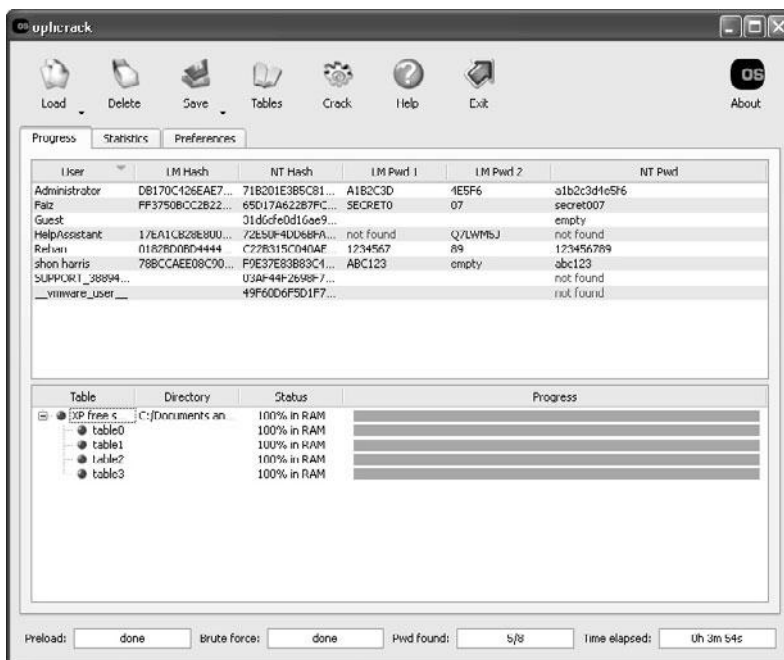 ophcrack
Load Delete Save Tables Crack Help Exit About
OS
Progress Statistics Preferences
User LM Hash NT Hash LM Pwd 1 LM Pwd 2 NT Pwd
Administrator DB170C426EAE7... 71B201E3B5C81... A1B2C3D 4E5F6 a1b2c3d4e5f6
Faiz FF3750BCC2B22... 65D17A622B7FC... SECRET0 07 secret007
Guest 31d6cfe0d16ae9... empty
HelpAssistant 17EA1CB28E800... 72E50F4DD6BFA... not found Q7LWM5J not found
Rehan 0182BD0BD4444... C22B315C040AE... 1234567 89 123456789
shon harris 78BCCAEE08C90... F9E37E83B83C4... ABC123 empty abc123
SUPPORT_38894... 03AF44F2698F7... not found
__vmware_user__ 49F60D6F5D1F7... not found
Table Directory Status Progress
XP free s... C:/Documents an... 100% in RAM
table0 100% in RAM
table1 100% in RAM
table2 100% in RAM
table3 100% in RAM
Preload: done Brute force: done Pwd found: 5/8 Time elapsed: 0h 3m 54s